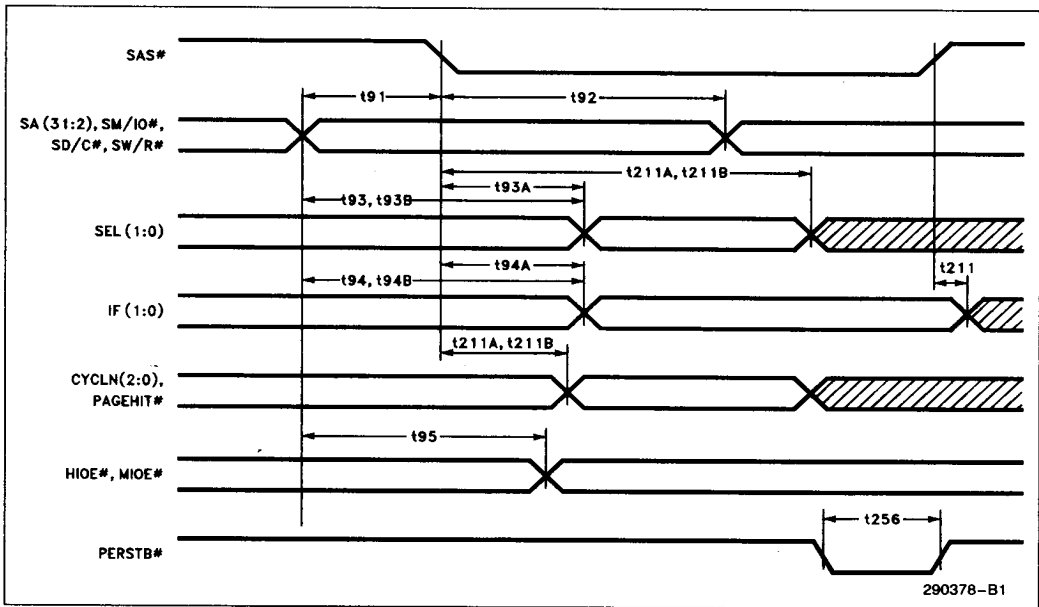 SAS#
t91
t92
SA(31:2), SM/IO#,
SD/C#, SW/R#
t211A, t211B
t93A
t93, t93B
SEL(1:0)
t94A
t94, t94B
t211
IF(1:0)
t211A, t211B
CYCLN(2:0),
PAGEHIT#
t95
HIOE#, MIOE#
t256
PERSTB#
290378-B1